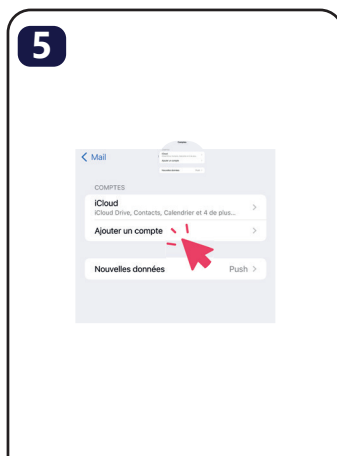 5
Mail
COMPTES
iCloud
iCloud Drive, Contacts, Calendrier et 4 de plus...
Ajouter un compte
Nouvelles données Push